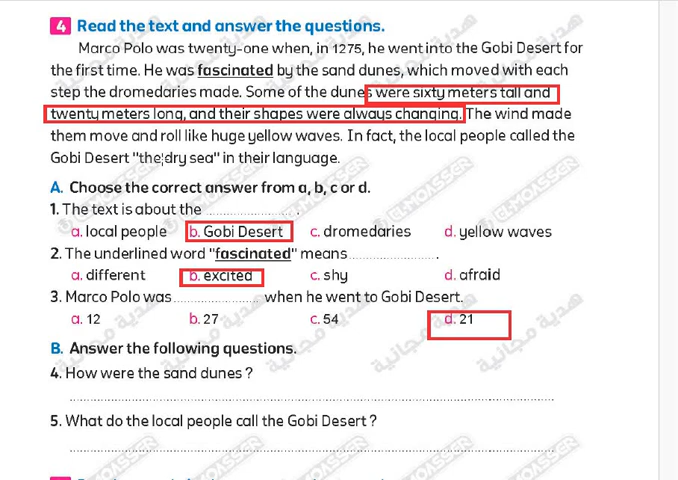 4 Read the text and answer the questions.
Marco Polo was twenty-one when, in 1275, he went into the Gobi Desert for
the first time. He was fascinated by the sand dunes, which moved with each
step the dromedaries made. Some of the dunes were sixty meters tall and
twenty meters long, and their shapes were always changing. The wind made
them move and roll like huge yellow waves. In fact, the local people called the
Gobi Desert "the dry sea" in their language.
A. Choose the correct answer from a, b, c or d.
1. The text is about the .................... .
a. local people b. Gobi Desert c. dromedaries d. yellow waves
2. The underlined word "fascinated" means .................... .
a. different b. excited c. shy d. afraid
3. Marco Polo was .................... when he went to Gobi Desert.
a. 12 b. 27 c. 54 d. 21
B. Answer the following questions.
4. How were the sand dunes ?
5. What do the local people call the Gobi Desert ?
هدية مجانية
ELMOASSER